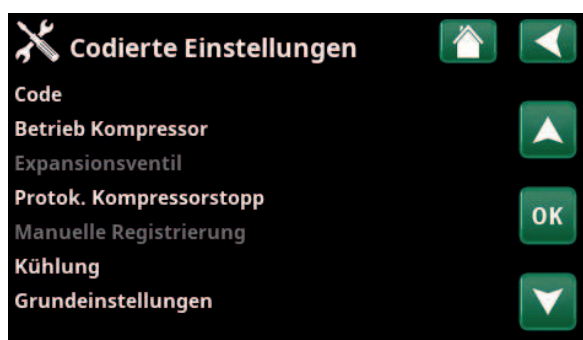 Codierte Einstellungen
Code
Betrieb Kompressor
Expansionsventil
Protok. Kompressorstopp
OK
Manuelle Registrierung
Kühlung
Grundeinstellungen